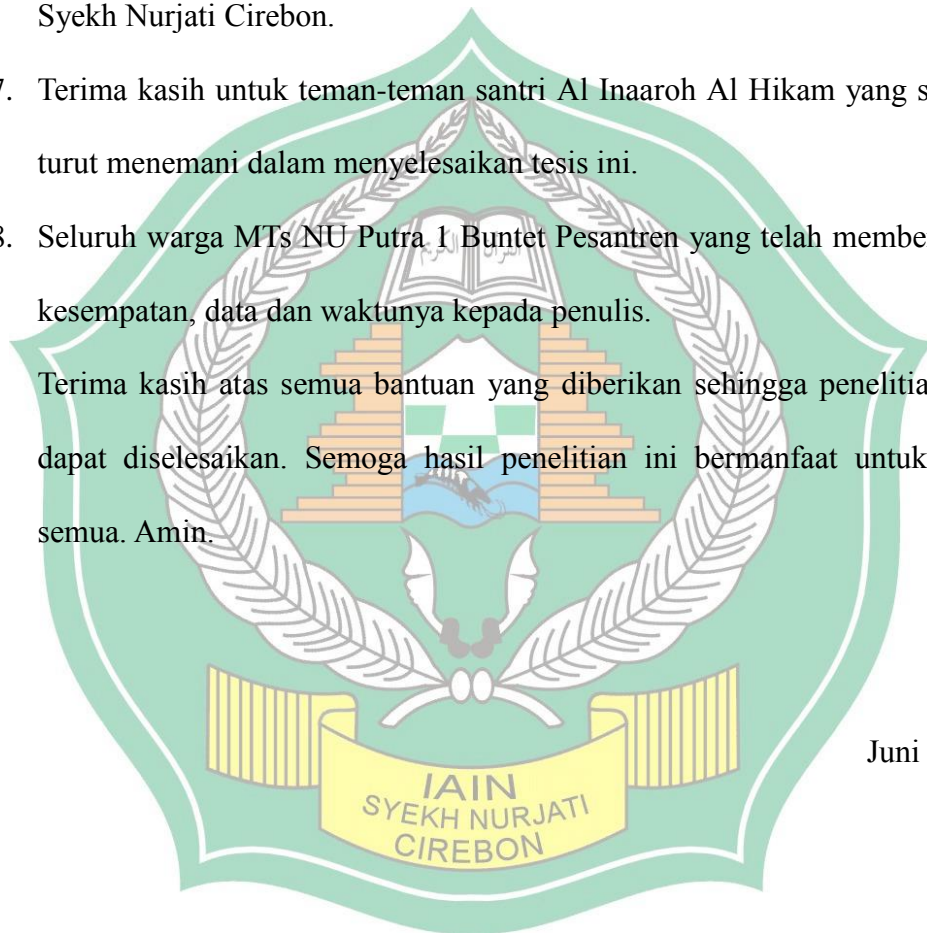 Syekh Nurjati Cirebon.
7. Terima kasih untuk teman-teman santri Al Inaaroh Al Hikam yang s
turut menemani dalam menyelesaikan tesis ini.
8. Seluruh warga MTs NU Putra 1 Buntet Pesantren yang telah member
kesempatan, data dan waktunya kepada penulis.
Terima kasih atas semua bantuan yang diberikan sehingga penelitia
dapat diselesaikan. Semoga hasil penelitian ini bermanfaat untuk
semua. Amin.
Juni
IAIN
SYEKH NURJATI
CIREBON